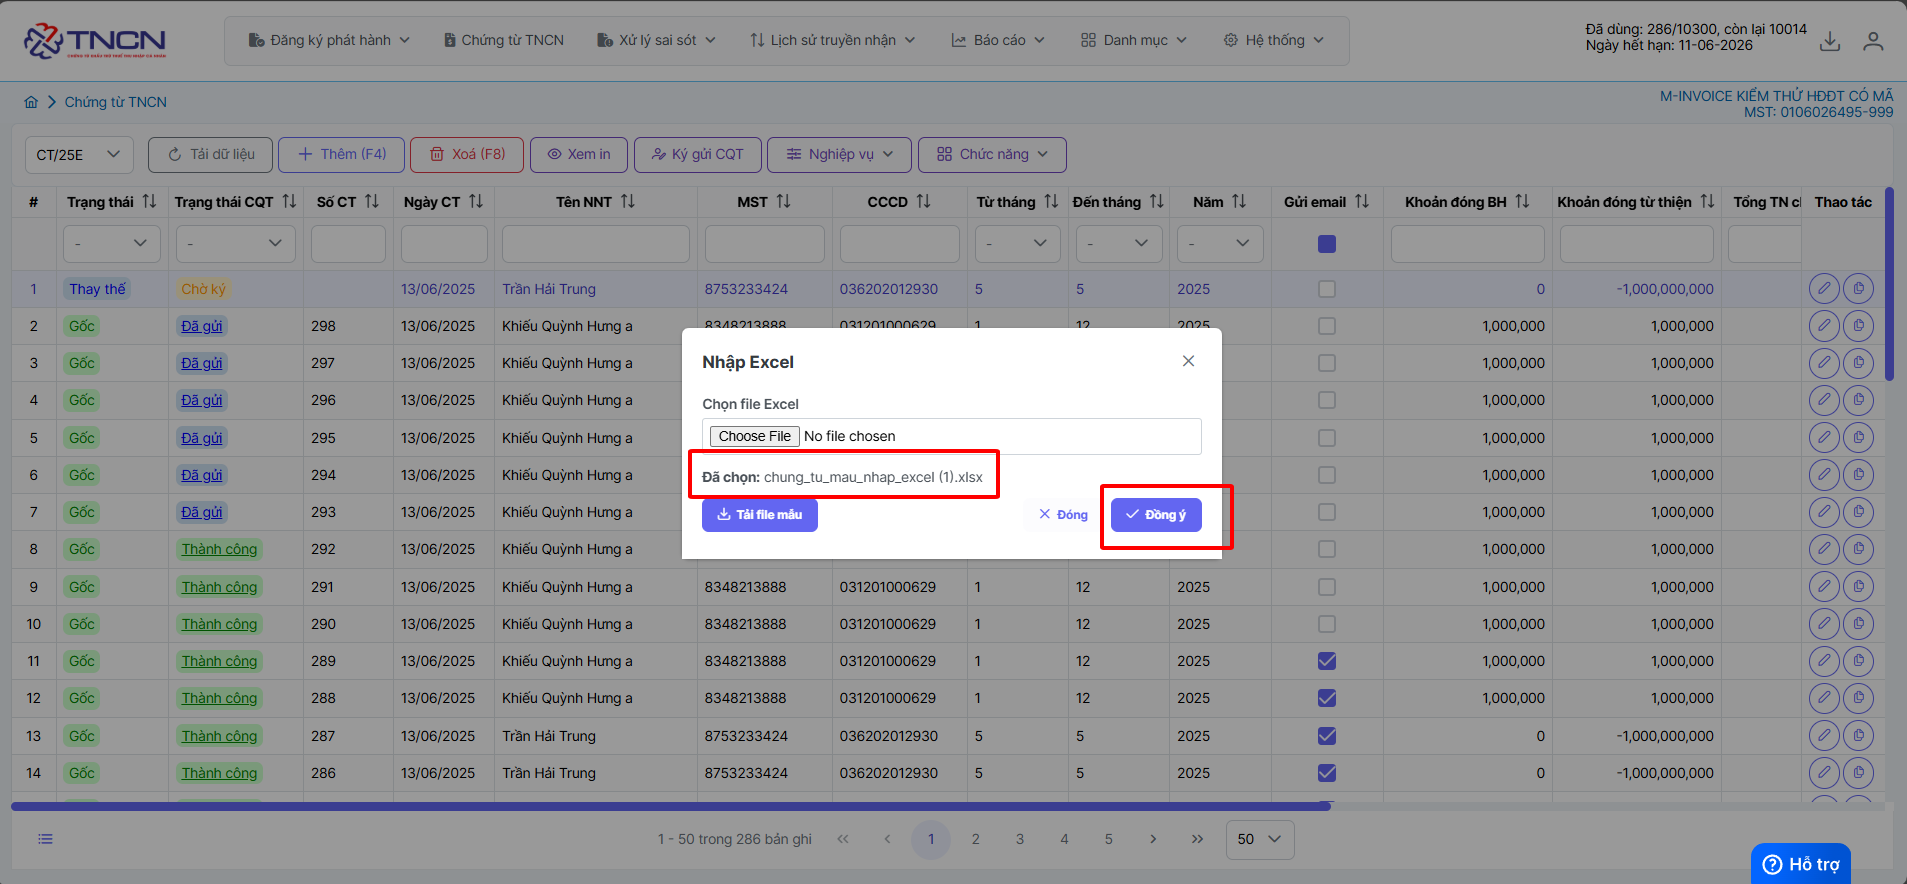 TNCN
Đăng ký phát hành
Chứng từ TNCN
Xử lý sai sót
Lịch sử truyền nhận
Báo cáo
Danh mục
Hệ thống
Đã dùng: 286/10300, còn lại 10014
Ngày hết hạn: 11-06-2026
Chứng từ TNCN
M-INVOICE KIỂM THỬ HĐĐT CÓ MÃ
MST: 0106026495-999
CT/25E
Tải dữ liệu
Thêm (F4)
Xoá (F8)
Xem in
Ký gửi CQT
Nghiệp vụ
Chức năng
# Trạng thái Trạng thái CQT Số CT Ngày CT Tên NNT MST CCCD Từ tháng Đến tháng Năm Gửi email Khoản đóng BH Khoản đóng từ thiện Tổng TN cl Thao tác
- - - - -
1 Thay thế Chờ ký 13/06/2025 Trần Hải Trung 8753233424 036202012930 5 5 2025 0 -1,000,000,000
2 Gốc Đã gửi 298 13/06/2025 Khiếu Quỳnh Hưng a 8348213888 031201000629 1 12 2025 1,000,000 1,000,000
3 Gốc Đã gửi 297 13/06/2025 Khiếu Quỳnh Hưng a 1,000,000 1,000,000
4 Gốc Đã gửi 296 13/06/2025 Khiếu Quỳnh Hưng a 1,000,000 1,000,000
5 Gốc Đã gửi 295 13/06/2025 Khiếu Quỳnh Hưng a 1,000,000 1,000,000
6 Gốc Đã gửi 294 13/06/2025 Khiếu Quỳnh Hưng a 1,000,000 1,000,000
7 Gốc Đã gửi 293 13/06/2025 Khiếu Quỳnh Hưng a 1,000,000 1,000,000
8 Gốc Thành công 292 13/06/2025 Khiếu Quỳnh Hưng a 1,000,000 1,000,000
9 Gốc Thành công 291 13/06/2025 Khiếu Quỳnh Hưng a 8348213888 031201000629 1 12 2025 1,000,000 1,000,000
10 Gốc Thành công 290 13/06/2025 Khiếu Quỳnh Hưng a 8348213888 031201000629 1 12 2025 1,000,000 1,000,000
11 Gốc Thành công 289 13/06/2025 Khiếu Quỳnh Hưng a 8348213888 031201000629 1 12 2025 1,000,000 1,000,000
12 Gốc Thành công 288 13/06/2025 Khiếu Quỳnh Hưng a 8348213888 031201000629 1 12 2025 1,000,000 1,000,000
13 Gốc Thành công 287 13/06/2025 Trần Hải Trung 8753233424 036202012930 5 5 2025 0 -1,000,000,000
14 Gốc Thành công 286 13/06/2025 Trần Hải Trung 8753233424 036202012930 5 5 2025 0 -1,000,000,000
Nhập Excel
Chọn file Excel
Choose File No file chosen
Đã chọn: chung_tu_mau_nhap_excel (1).xlsx
Tải file mẫu
Đóng
Đồng ý
1 - 50 trong 286 bản ghi « ‹ 1 2 3 4 5 › » 50
Hỗ trợ